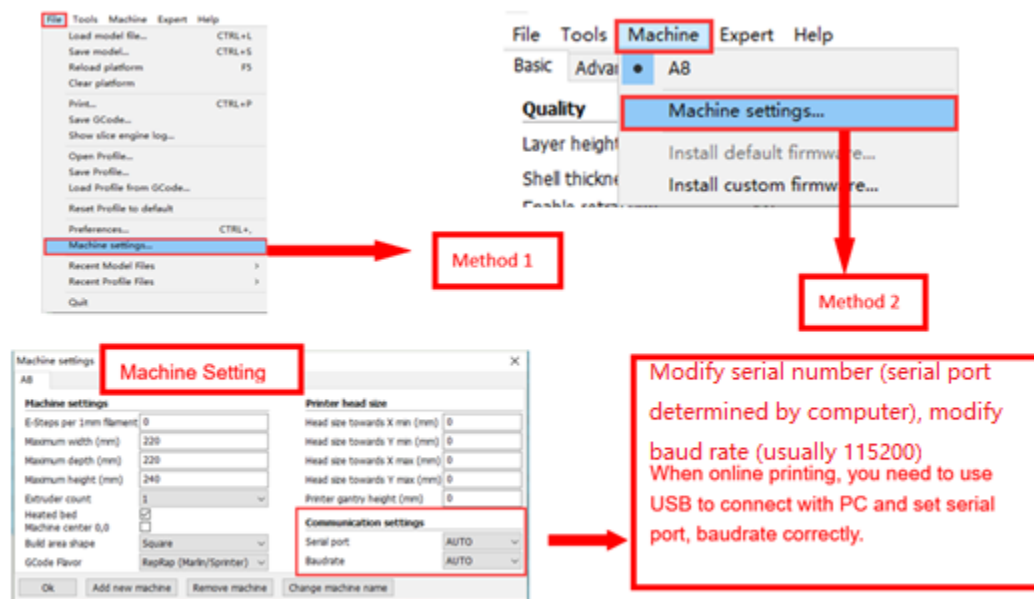 File Tools Machine Expert Help
Load model file... CTRL+L
Save model... CTRL+S
Reload platform F5
Clear platform
Print... CTRL+P
Save GCode...
Show slice engine log...
Open Profile...
Save Profile...
Load Profile from GCode...
Reset Profile to default
Preferences... CTRL+,
Machine settings...
Recent Model Files >
Recent Profile Files >
Quit
Method 1
File Tools Machine Expert Help
Basic Advan
A8
Quality
Machine settings...
Layer height
Install default firmware...
Shell thickne
Install custom firmware...
Method 2
Machine settings
Machine Setting
A8
Machine settings
E-Steps per 1mm filament 0
Maximum width (mm) 220
Maximum depth (mm) 220
Maximum height (mm) 240
Extruder count 1
Heated bed
Machine center 0,0
Build area shape Square
GCode Flavor RepRap (Marlin/Sprinter)
Printer head size
Head size towards X min (mm) 0
Head size towards Y min (mm) 0
Head size towards X max (mm) 0
Head size towards Y max (mm) 0
Printer gantry height (mm) 0
Communication settings
Serial port AUTO
Baudrate AUTO
Ok Add new machine Remove machine Change machine name
Modify serial number (serial port
determined by computer), modify
baud rate (usually 115200)
When online printing, you need to use
USB to connect with PC and set serial
port, baudrate correctly.